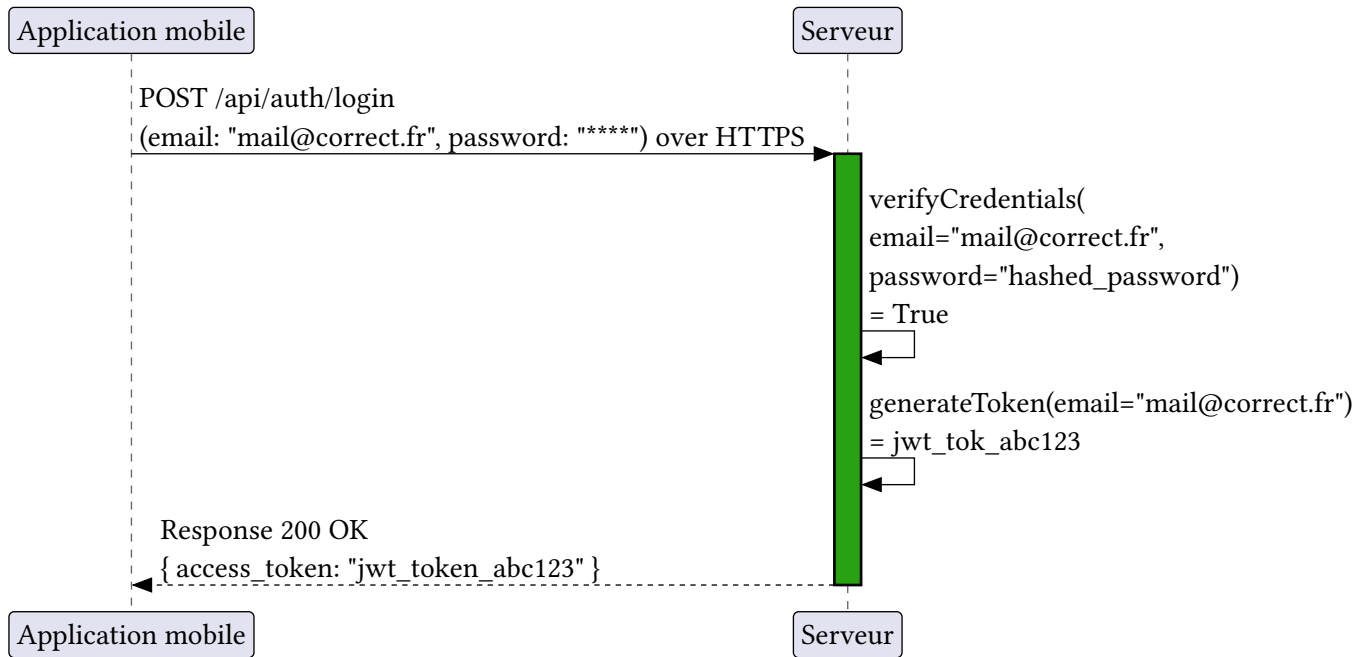 Application mobile
Serveur
POST /api/auth/login
(email: "mail@correct.fr", password: "****") over HTTPS
verifyCredentials(
email="mail@correct.fr",
password="hashed_password")
= True
generateToken(email="mail@correct.fr")
= jwt_tok_abc123
Response 200 OK
{ access_token: "jwt_token_abc123" }
Application mobile
Serveur